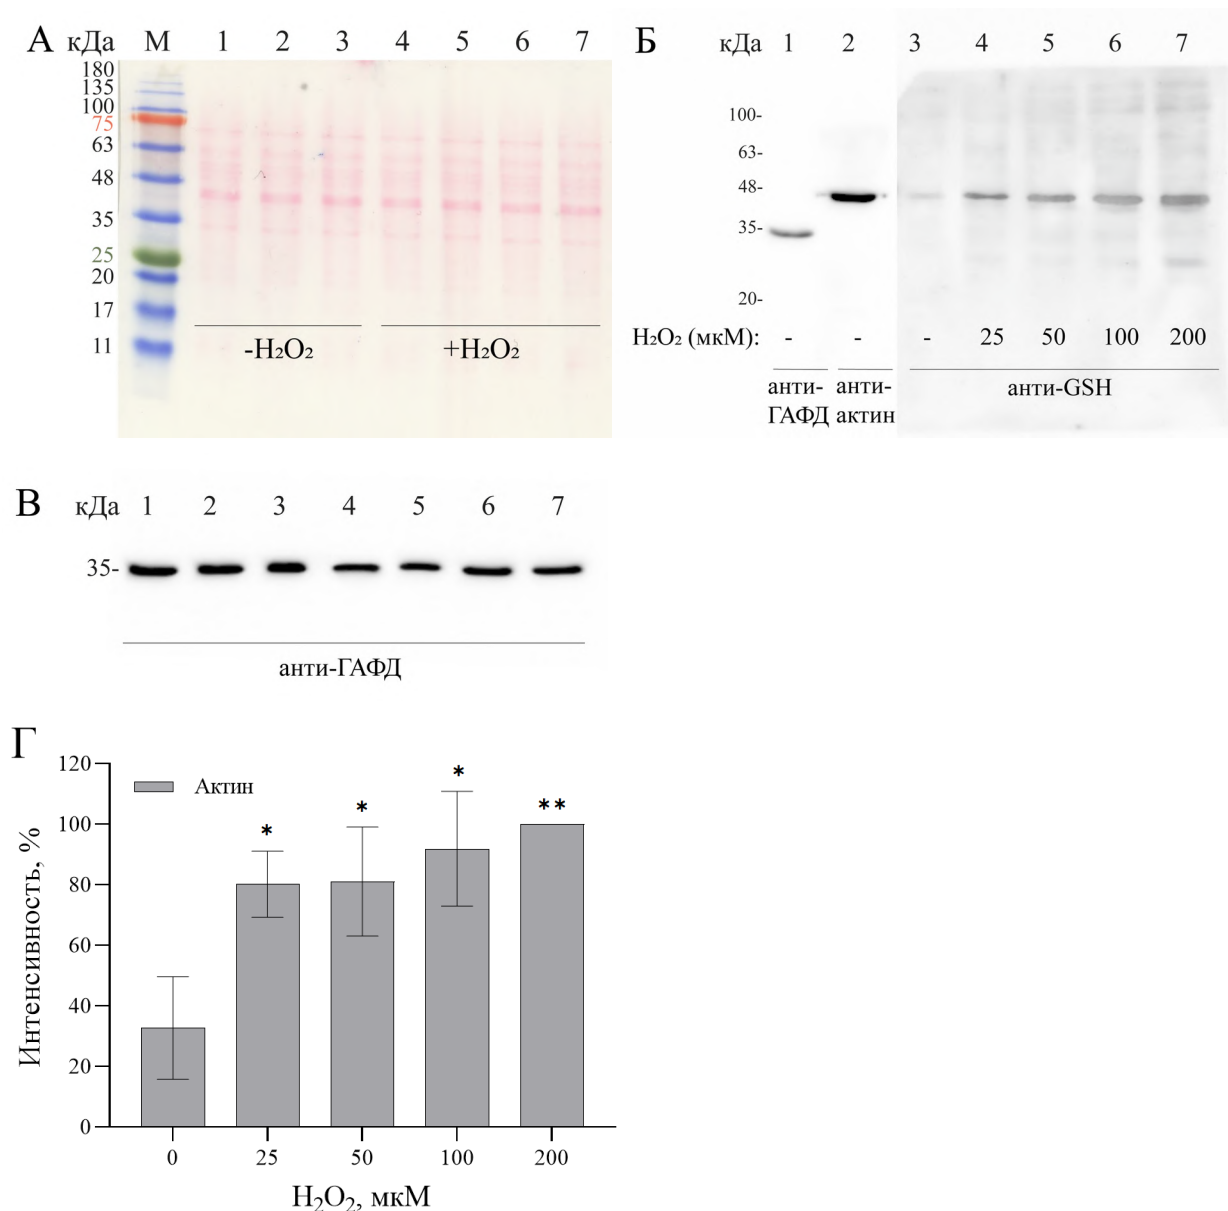 А кДа М 1 2 3 4 5 6 7
180
135
100
75
63
48
35
25
20
17
11
-H₂O₂ +H₂O₂
Б кДа 1 2 3 4 5 6 7
100-
63-
48-
35-
20-
H₂O₂ (мкМ): - - - 25 50 100 200
анти-ГАФД
анти-актин
анти-GSH
В кДа 1 2 3 4 5 6 7
35-
анти-ГАФД
Г
Актин
Интенсивность, %
120
100
80
60
40
20
0
* * * **
0 25 50 100 200
H₂O₂, мкМ